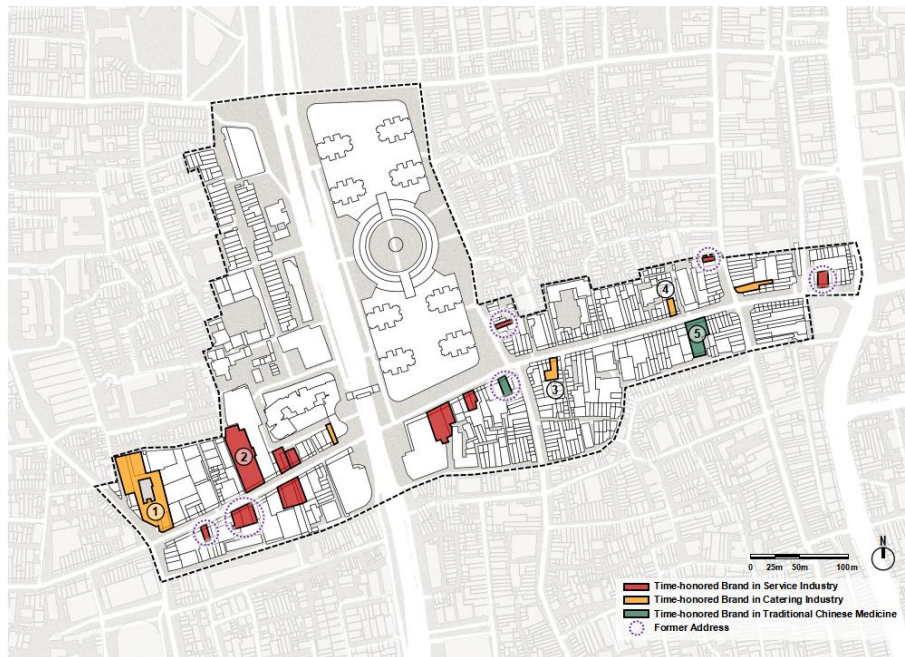 4
5
3
2
1
N
0 25m 50m 100m
Time-honored Brand in Service Industry
Time-honored Brand in Catering Industry
Time-honored Brand in Traditional Chinese Medicine
Former Address